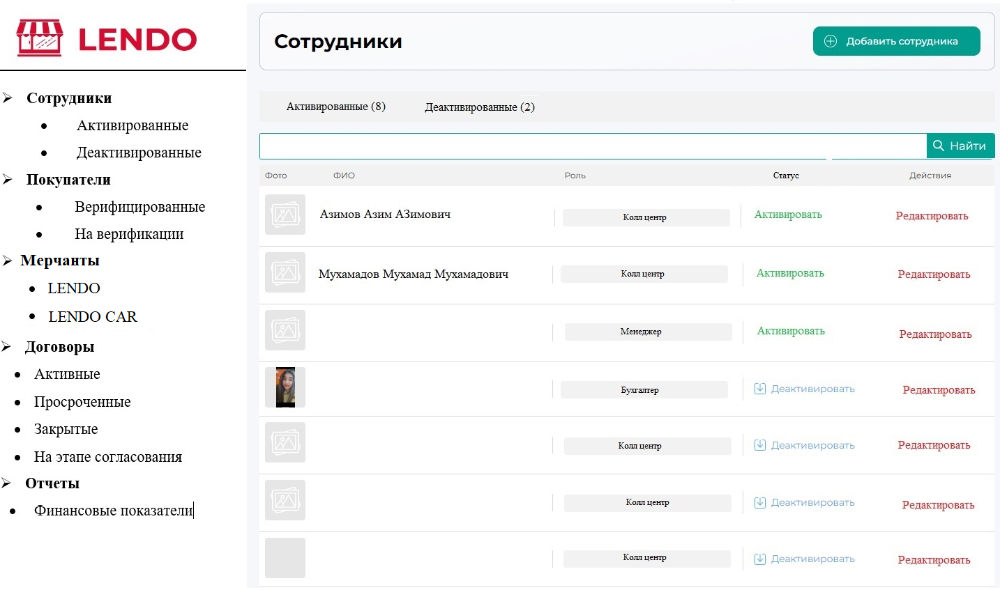 LENDO
Сотрудники
Активированные
Деактивированные
Покупатели
Верифицированные
На верификации
Мерчанты
LENDO
LENDO CAR
Договоры
Активные
Просроченные
Закрытые
На этапе согласования
Отчеты
Финансовые показатели
Сотрудники
Добавить сотрудника
Активированные (8) Деактивированные (2)
Найти
Фото ФИО Роль Статус Действия
Азимов Азим АЗимович Колл центр Активировать Редактировать
Мухамадов Мухамад Мухамадович Колл центр Активировать Редактировать
Менеджер Активировать Редактировать
Бухгалтер Деактивировать Редактировать
Колл центр Деактивировать Редактировать
Колл центр Деактивировать Редактировать
Колл центр Деактивировать Редактировать